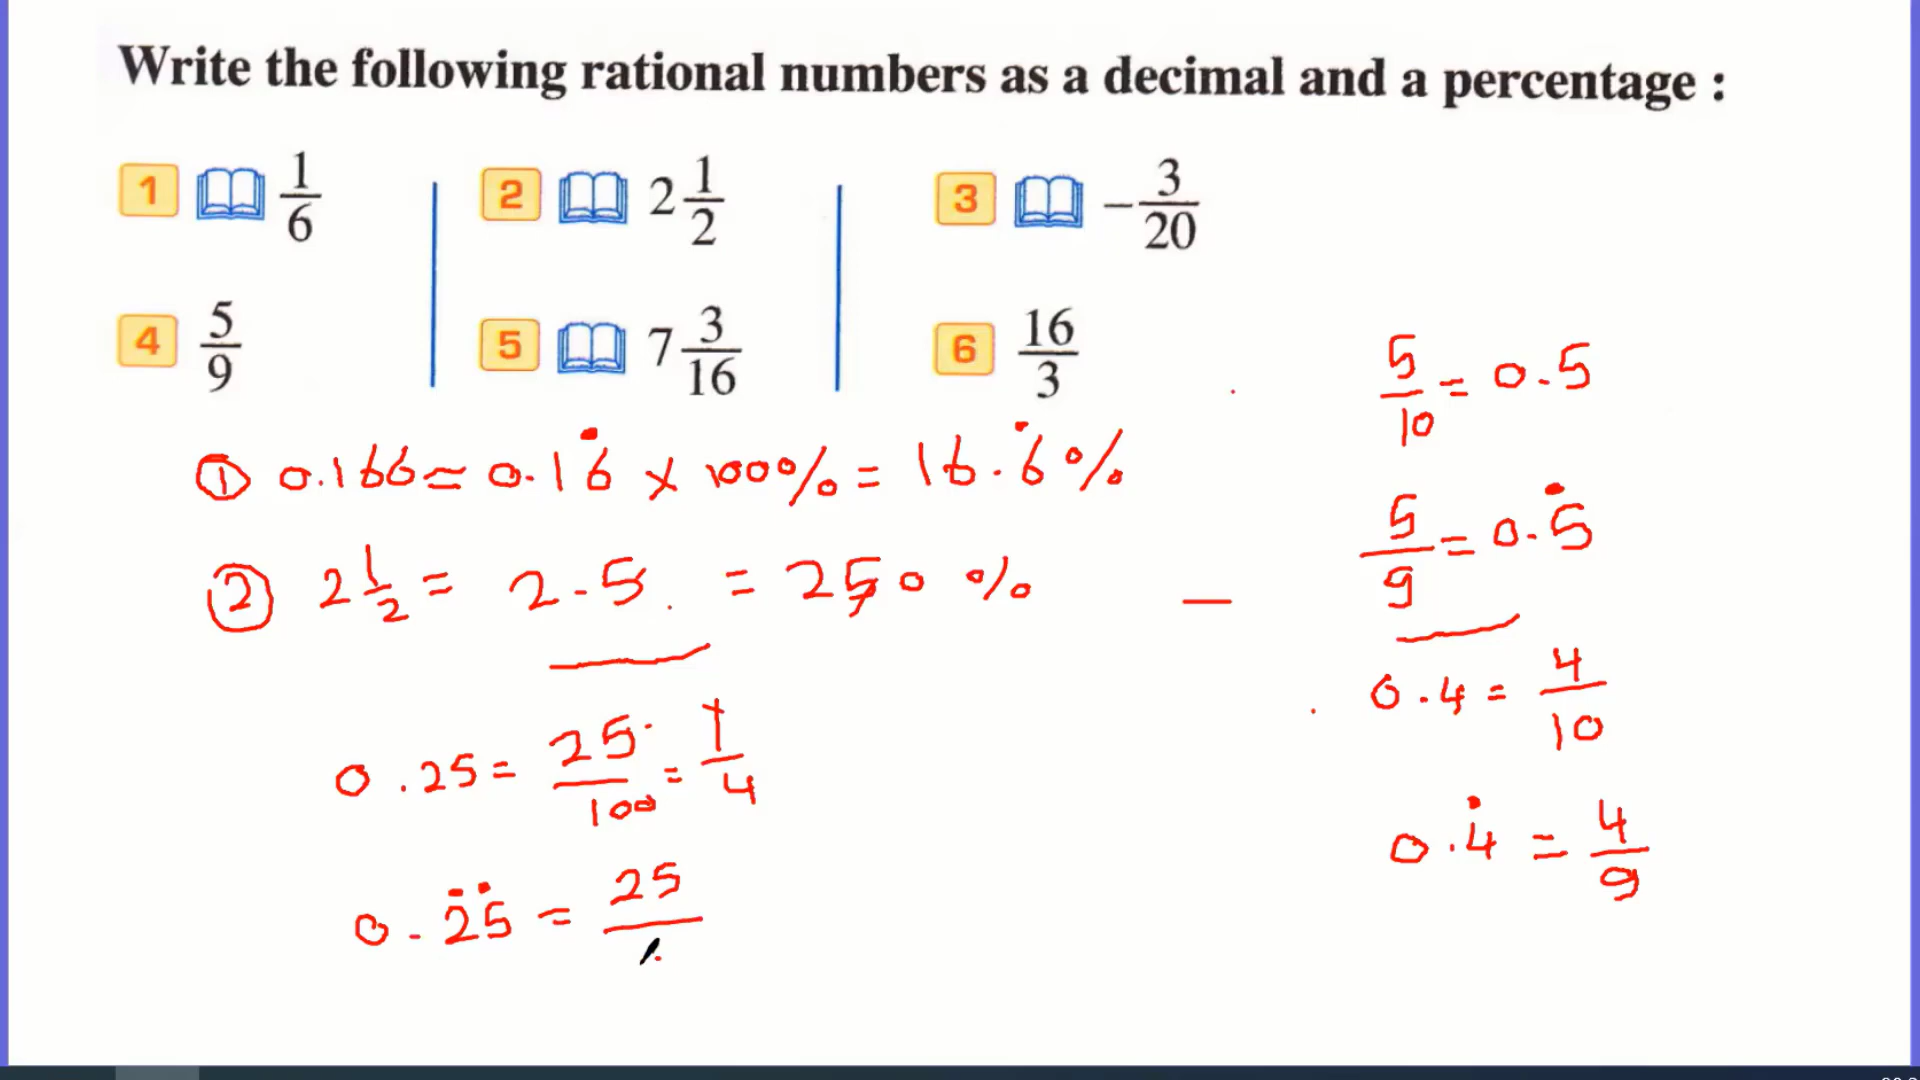 Write the following rational numbers as a decimal and a percentage :
1 1/6
2 2 1/2
3 -3/20
4 5/9
5 7 3/16
6 16/3
① 0.166 = 0.16̇ × 100% = 16.6̇%
② 2 1/2 = 2.5 = 250 %
0.25 = 25/100 = 1/4
0.2̇5̇ = 25/
5/10 = 0.5
5/9 = 0.5̇
0.4 = 4/10
0.4̇ = 4/9